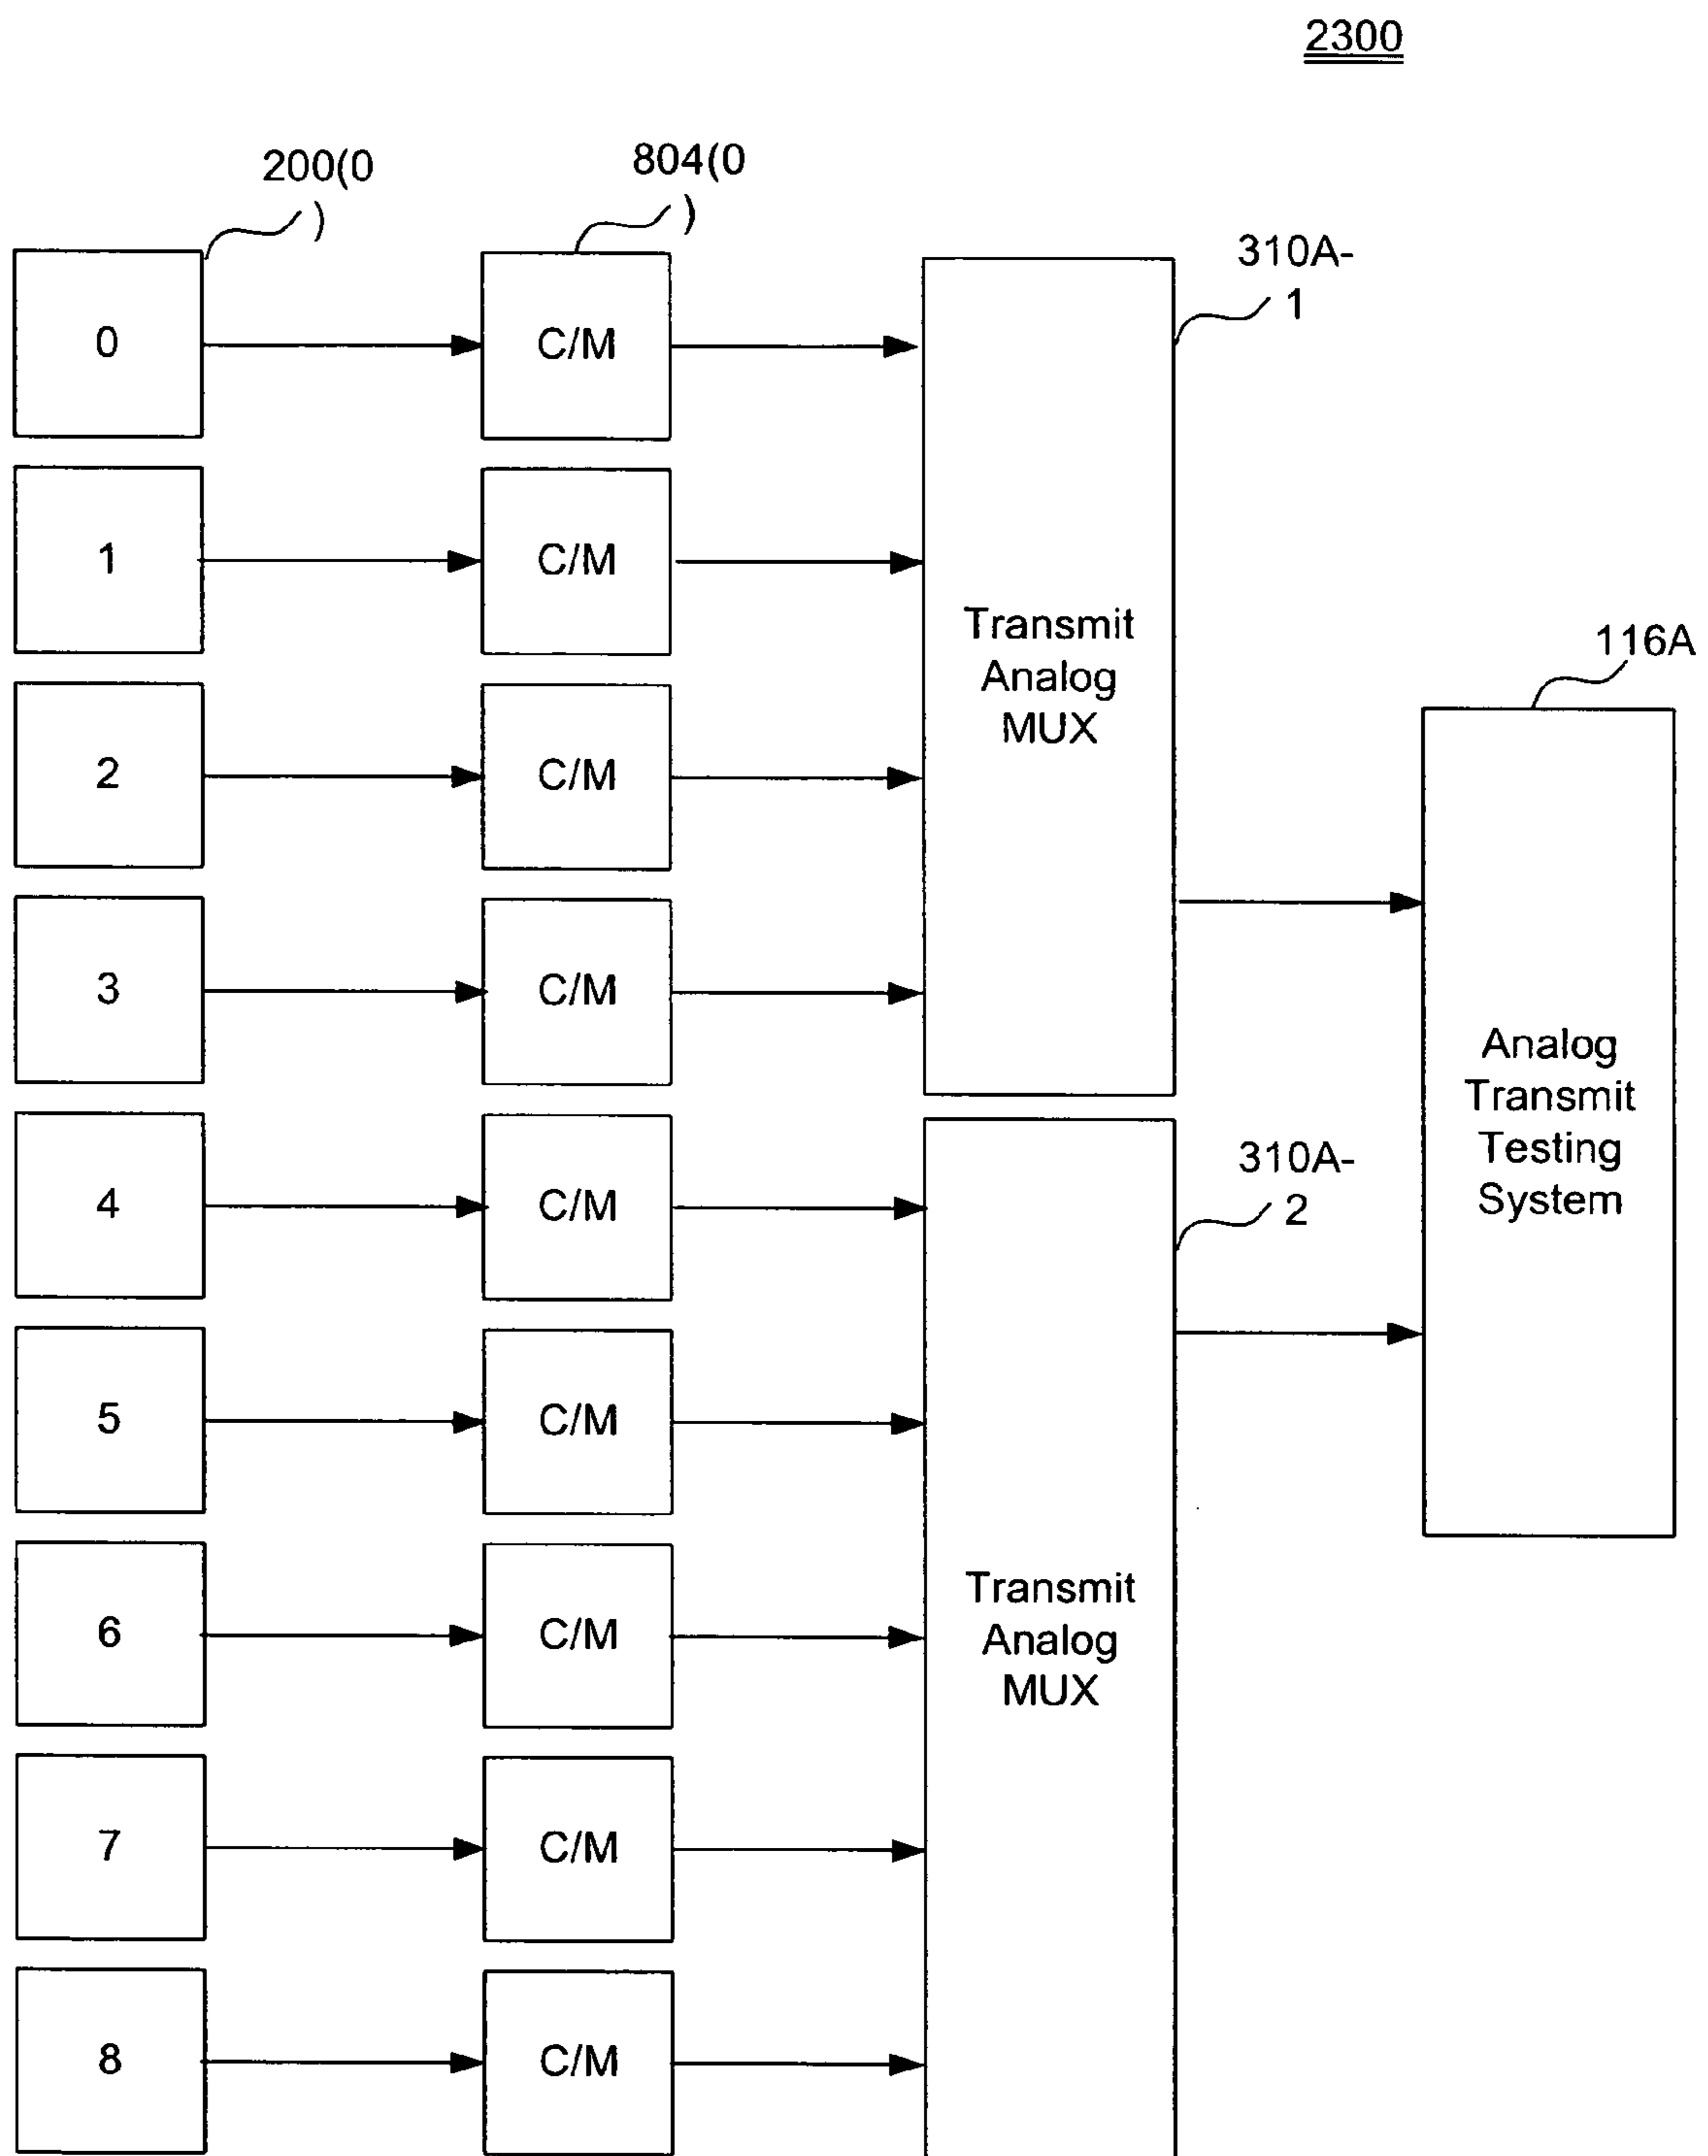 2300
200(0
)
804(0
)
310A-
1
0
C/M
1
C/M
Transmit
Analog
MUX
116A
2
C/M
3
C/M
Analog
Transmit
Testing
System
310A-
2
4
C/M
5
C/M
6
C/M
Transmit
Analog
MUX
7
C/M
8
C/M